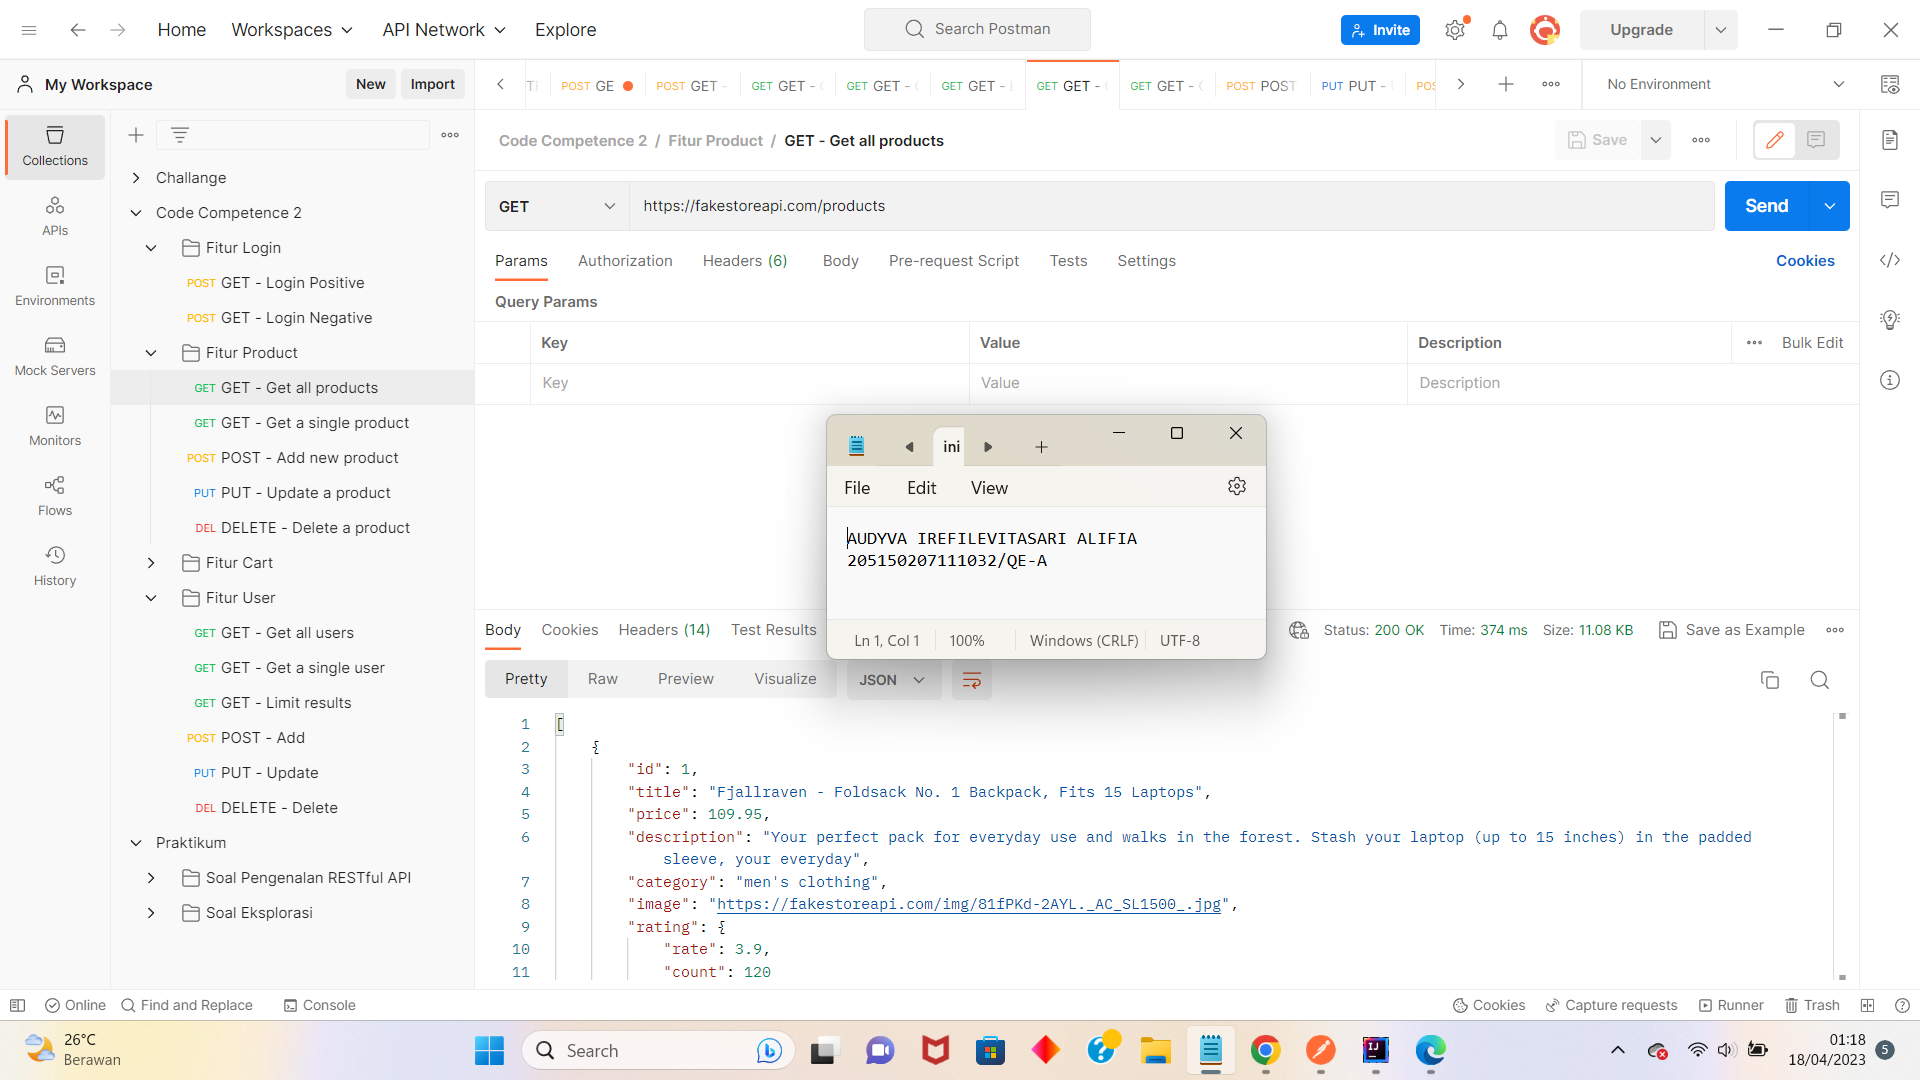 Home
Workspaces
API Network
Explore
Search Postman
Invite
Upgrade
My Workspace
New
Import
POST GE
POST GET -
GET GET -
GET GET -
GET GET -
GET GET -
GET GET -
POST POST
PUT PUT -
No Environment
Collections
APIs
Environments
Mock Servers
Monitors
Flows
History
Challange
Code Competence 2
Fitur Login
POST GET - Login Positive
POST GET - Login Negative
Fitur Product
GET GET - Get all products
GET GET - Get a single product
POST POST - Add new product
PUT PUT - Update a product
DEL DELETE - Delete a product
Fitur Cart
Fitur User
GET GET - Get all users
GET GET - Get a single user
GET GET - Limit results
POST POST - Add
PUT PUT - Update
DEL DELETE - Delete
Praktikum
Soal Pengenalan RESTful API
Soal Eksplorasi
Code Competence 2 / Fitur Product / GET - Get all products
Save
GET
https://fakestoreapi.com/products
Send
Params Authorization Headers (6) Body Pre-request Script Tests Settings
Cookies
Query Params
Key Value Description
Bulk Edit
Key Value Description
ini
File Edit View
AUDYVA IREFILEVITASARI ALIFIA
205150207111032/QE-A
Ln 1, Col 1 100% Windows (CRLF) UTF-8
Body Cookies Headers (14) Test Results
Status: 200 OK Time: 374 ms Size: 11.08 KB
Save as Example
Pretty Raw Preview Visualize JSON
1 [
2 {
3 "id": 1,
4 "title": "Fjallraven - Foldsack No. 1 Backpack, Fits 15 Laptops",
5 "price": 109.95,
6 "description": "Your perfect pack for everyday use and walks in the forest. Stash your laptop (up to 15 inches) in the padded
sleeve, your everyday",
7 "category": "men's clothing",
8 "image": "https://fakestoreapi.com/img/81fPKd-2AYL._AC_SL1500_.jpg",
9 "rating": {
10 "rate": 3.9,
11 "count": 120
Online
Find and Replace
Console
Cookies
Capture requests
Runner
Trash
26°C
Berawan
Search
01:18
18/04/2023
5